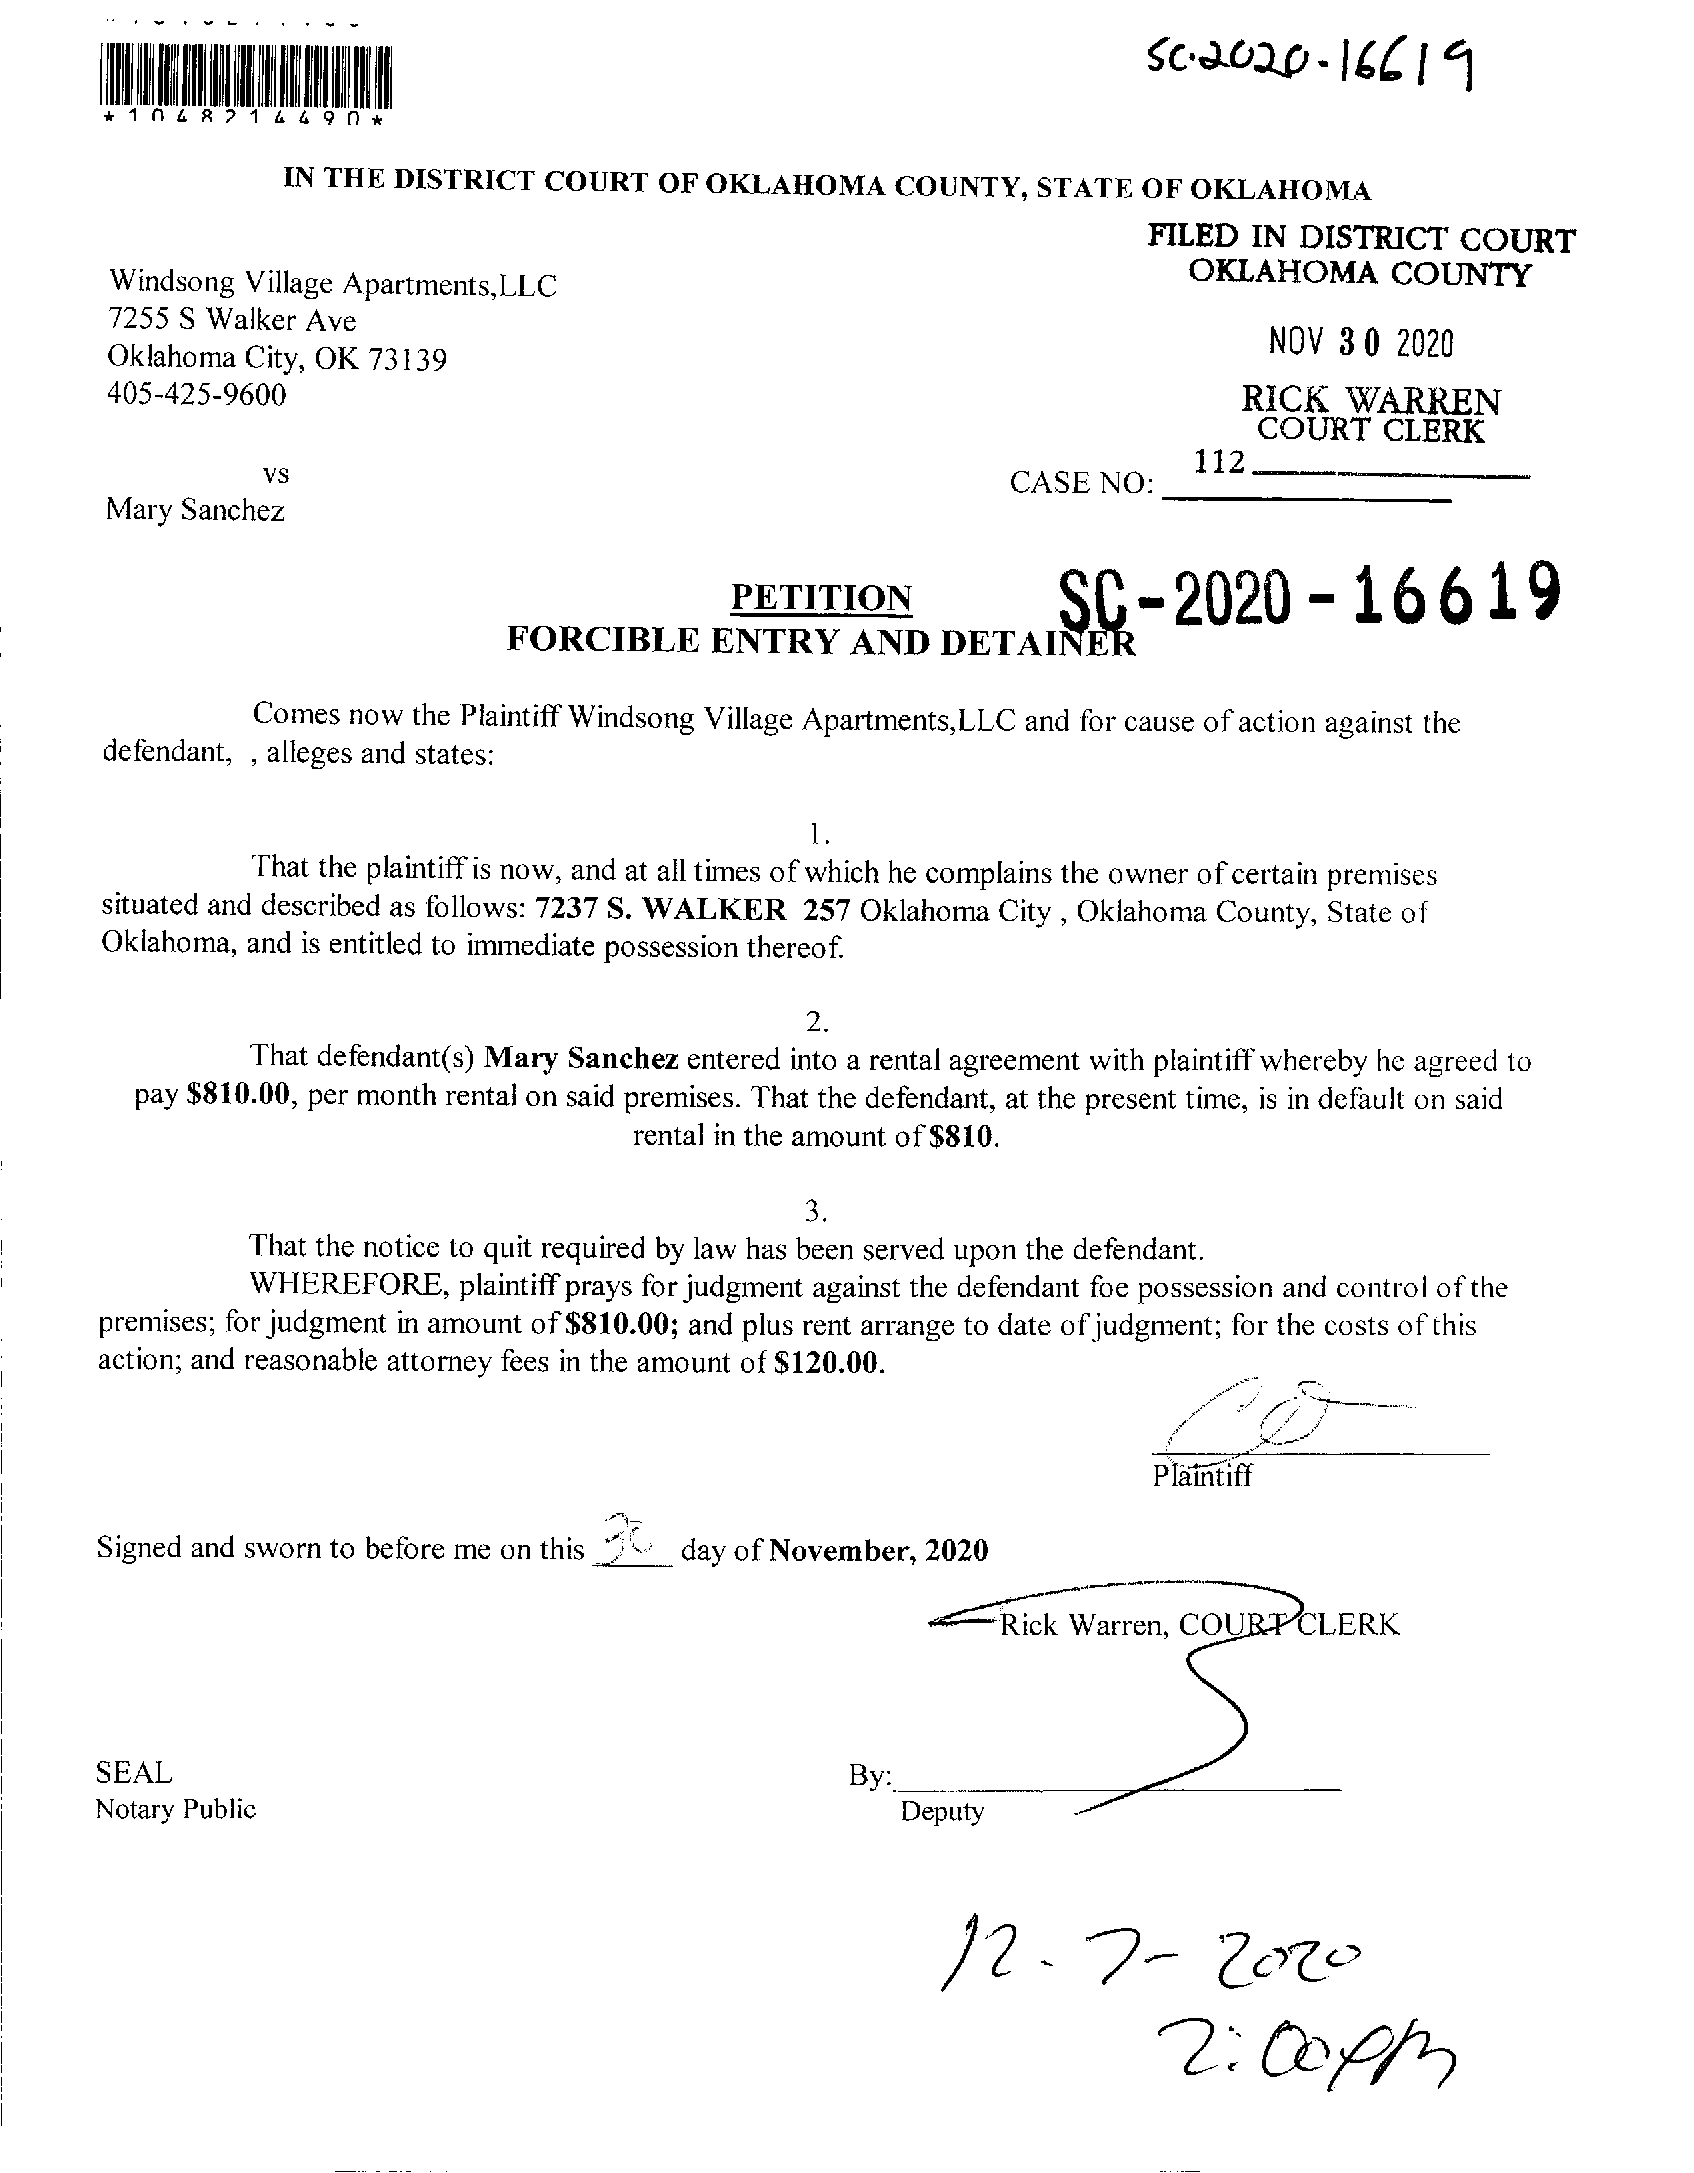 SC-2020-16619
*1048214490*
IN THE DISTRICT COURT OF OKLAHOMA COUNTY, STATE OF OKLAHOMA
FILED IN DISTRICT COURT
OKLAHOMA COUNTY
Windsong Village Apartments,LLC
7255 S Walker Ave
Oklahoma City, OK 73139
405-425-9600
NOV 30 2020
RICK WARREN
COURT CLERK
112
vs
CASE NO:
Mary Sanchez
PETITION
SC-2020-16619
FORCIBLE ENTRY AND DETAINER
Comes now the Plaintiff Windsong Village Apartments,LLC and for cause of action against the
defendant, , alleges and states:
1.
That the plaintiff is now, and at all times of which he complains the owner of certain premises
situated and described as follows: 7237 S. WALKER 257 Oklahoma City , Oklahoma County, State of
Oklahoma, and is entitled to immediate possession thereof.
2.
That defendant(s) Mary Sanchez entered into a rental agreement with plaintiff whereby he agreed to
pay $810.00, per month rental on said premises. That the defendant, at the present time, is in default on said
rental in the amount of $810.
3.
That the notice to quit required by law has been served upon the defendant.
WHEREFORE, plaintiff prays for judgment against the defendant foe possession and control of the
premises; for judgment in amount of $810.00; and plus rent arrange to date of judgment; for the costs of this
action; and reasonable attorney fees in the amount of $120.00.
Plaintiff
Signed and sworn to before me on this 30 day of November, 2020
Rick Warren, COURT CLERK
SEAL
By:
Notary Public
Deputy
12-7-2020
2:00pm